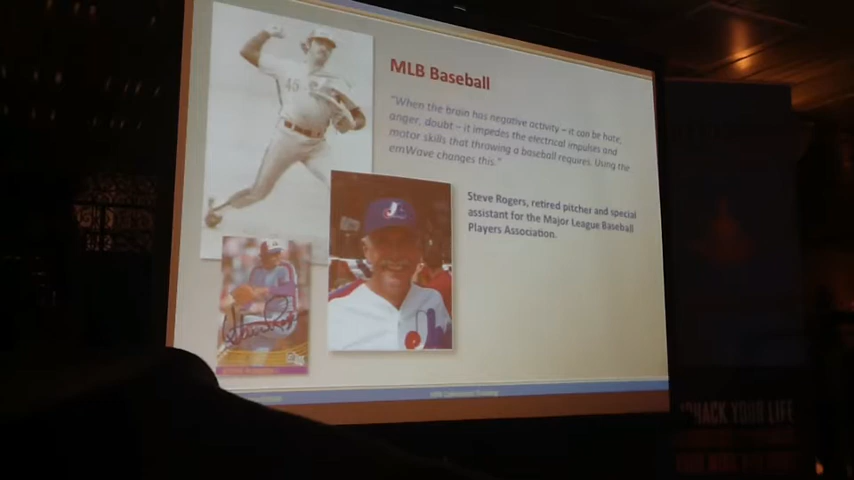 MLB Baseball
"When the brain has negative activity – it can be hate,
anger, doubt – it impedes the electrical impulses and
motor skills that throwing a baseball requires. Using the
emWave changes this."
Steve Rogers, retired pitcher and special
assistant for the Major League Baseball
Players Association.
45
HACK YOUR LIFE